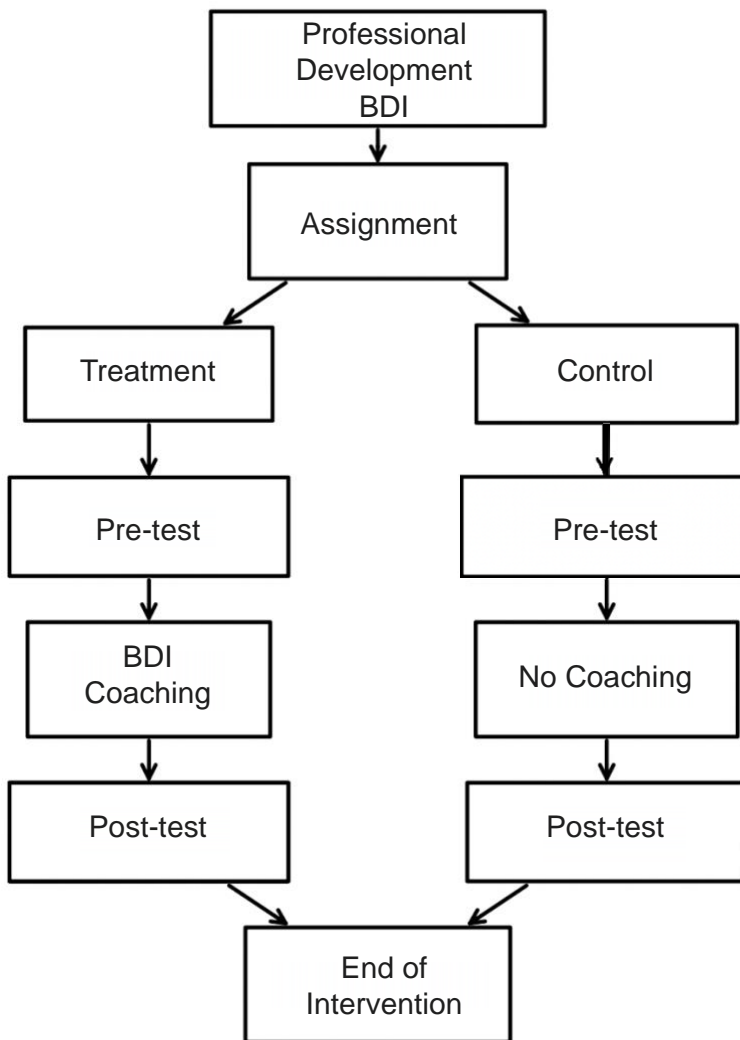 Professional
Development
BDI
Assignment
Treatment
Control
Pre-test
Pre-test
BDI
Coaching
No Coaching
Post-test
Post-test
End of
Intervention